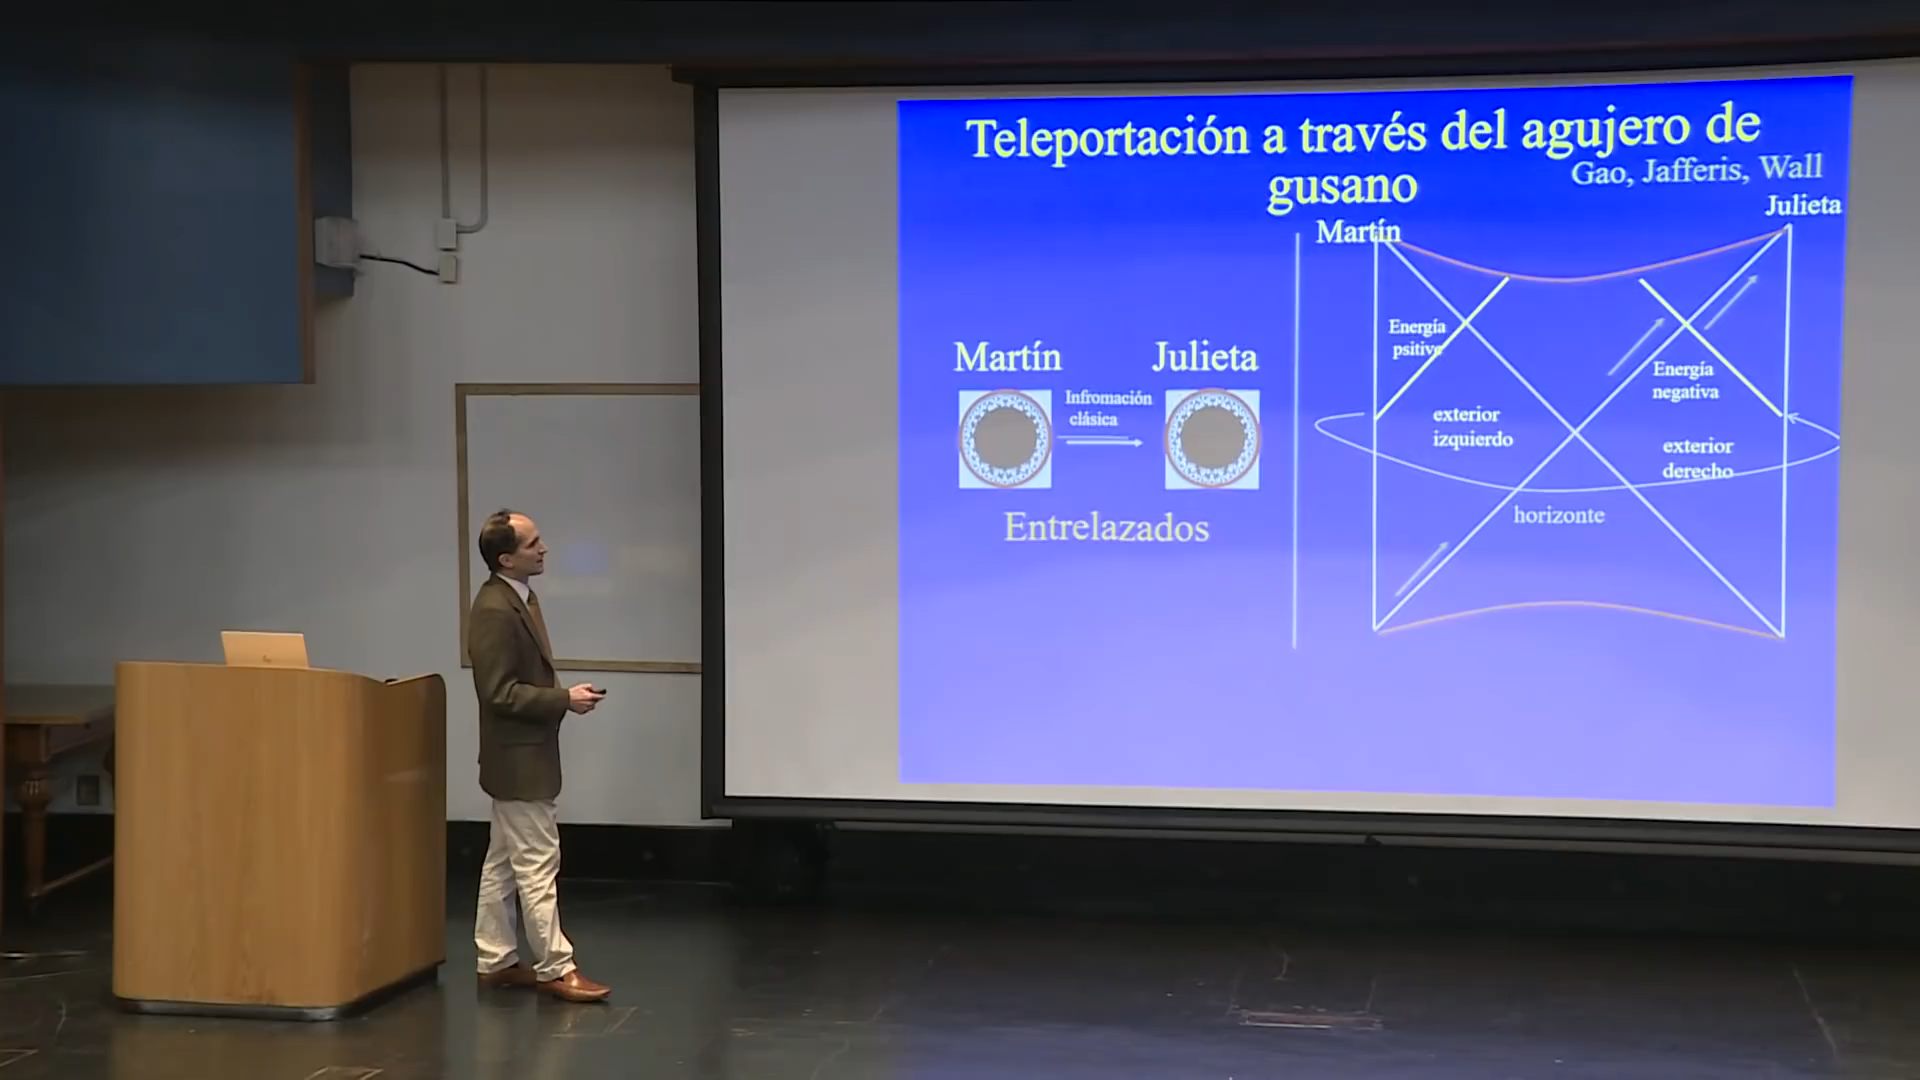 Teleportación a través del agujero de
gusano
Gao, Jafferis, Wall
Martín
Julieta
Infromación
clásica
Entrelazados
Martín
Julieta
Energía
psitive
Energía
negativa
exterior
izquierdo
exterior
derecho
horizonte